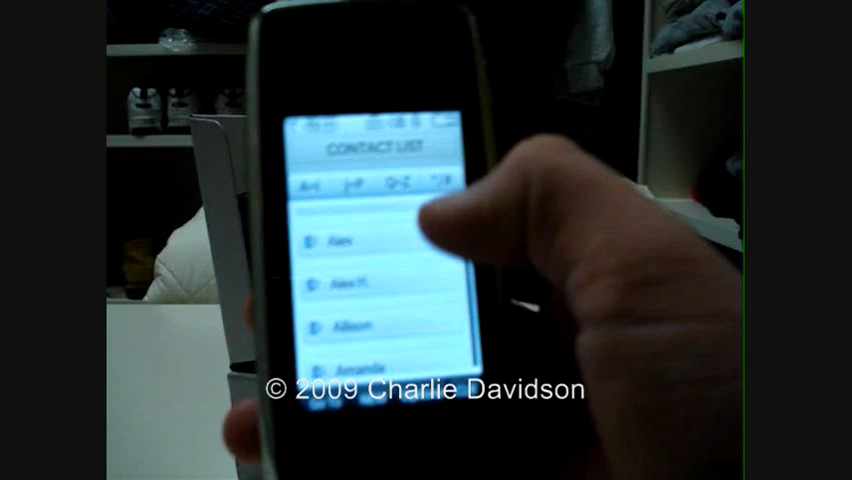 CONTACT LIST
A-I J-P Q-Z
Alex
Alex H.
Allison
Amanda
© 2009 Charlie Davidson